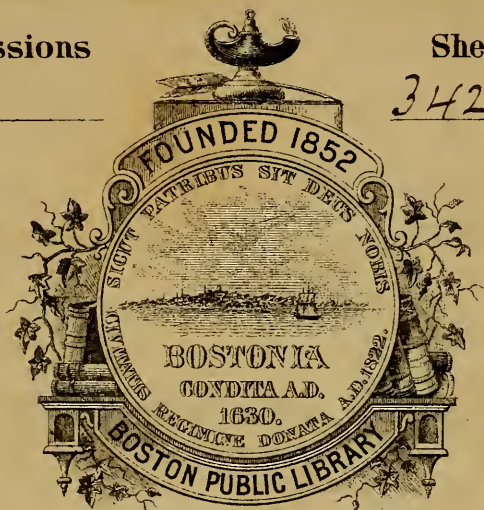 ssions
She
342
FOUNDED 1852
SICUT PATRIBUS SIT DEUS NOBIS
BOSTONIA
CONDITA A.D.
1630.
CIVITATIS REGIMINE DONATA A.D. 1822.
BOSTON PUBLIC LIBRARY